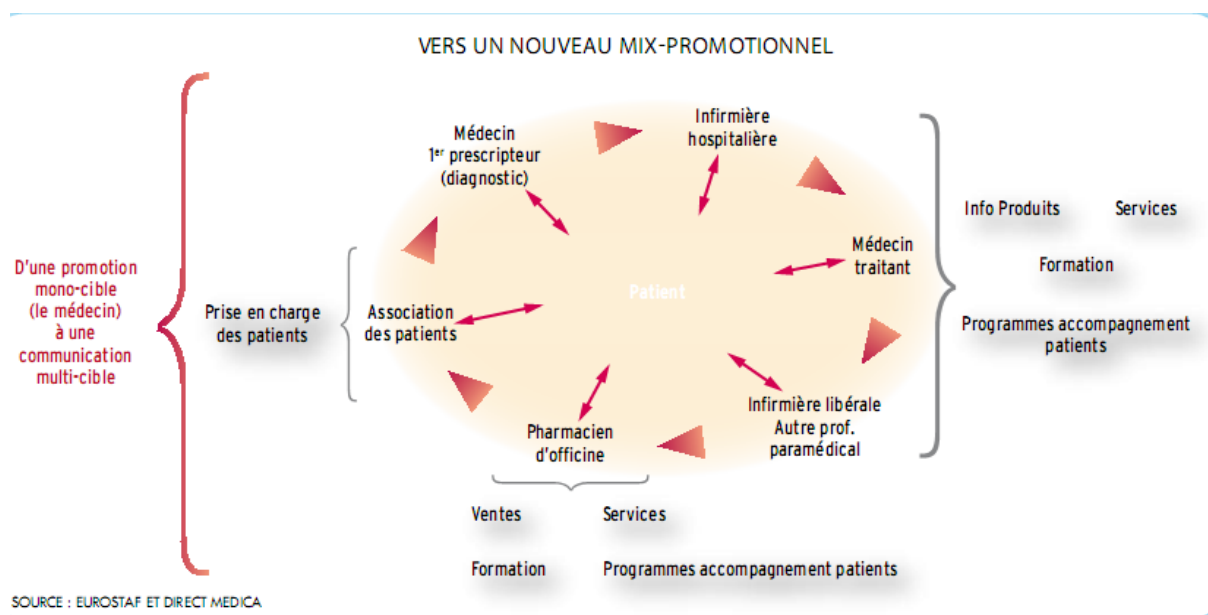 VERS UN NOUVEAU MIX-PROMOTIONNEL
D'une promotion
mono-cible
(le médecin)
à une
communication
multi-cible
Prise en charge
des patients
Association
des patients
Médecin
1er prescripteur
(diagnostic)
Infirmière
hospitalière
Médecin
traitant
Patient
Infirmière libérale
Autre prof.
paramédical
Pharmacien
d'officine
Info Produits
Services
Formation
Programmes accompagnement
patients
Ventes
Services
Formation
Programmes accompagnement patients
SOURCE : EUROSTAF ET DIRECT MEDICA